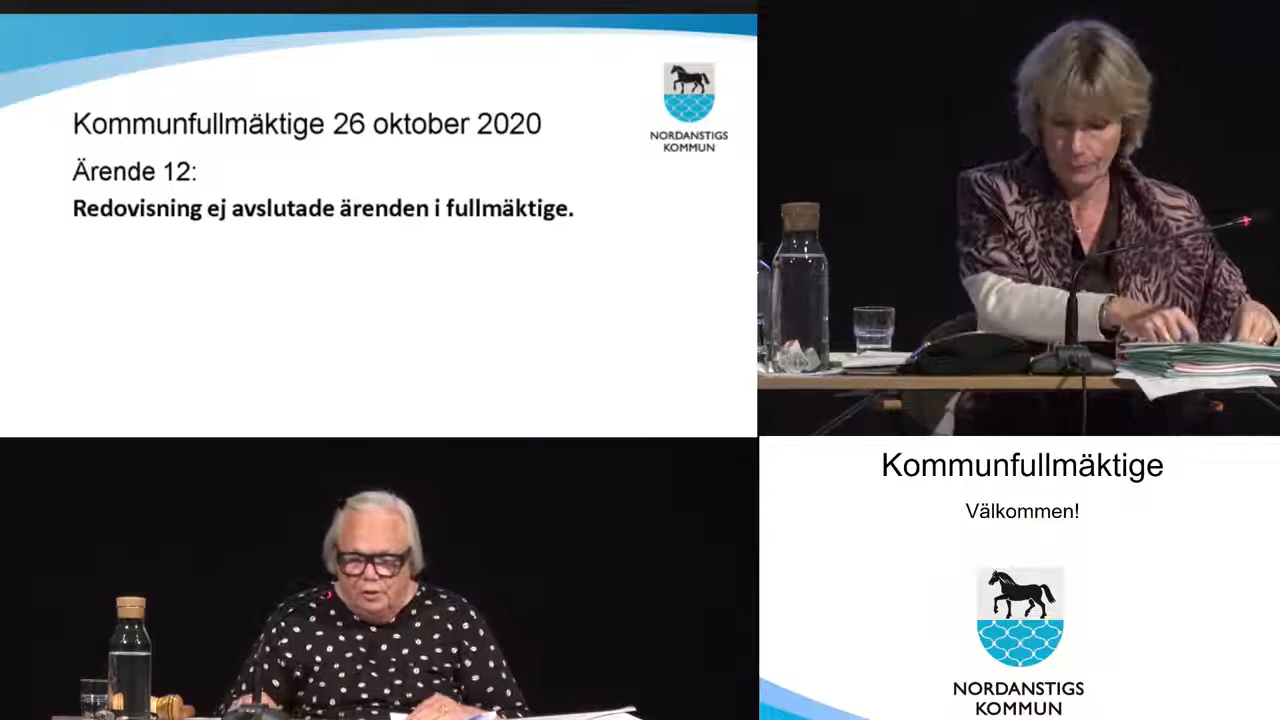 Kommunfullmäktige 26 oktober 2020
Ärende 12:
Redovisning ej avslutade ärenden i fullmäktige.
NORDANSTIGS
KOMMUN
Kommunfullmäktige
Välkommen!
NORDANSTIGS
KOMMUN